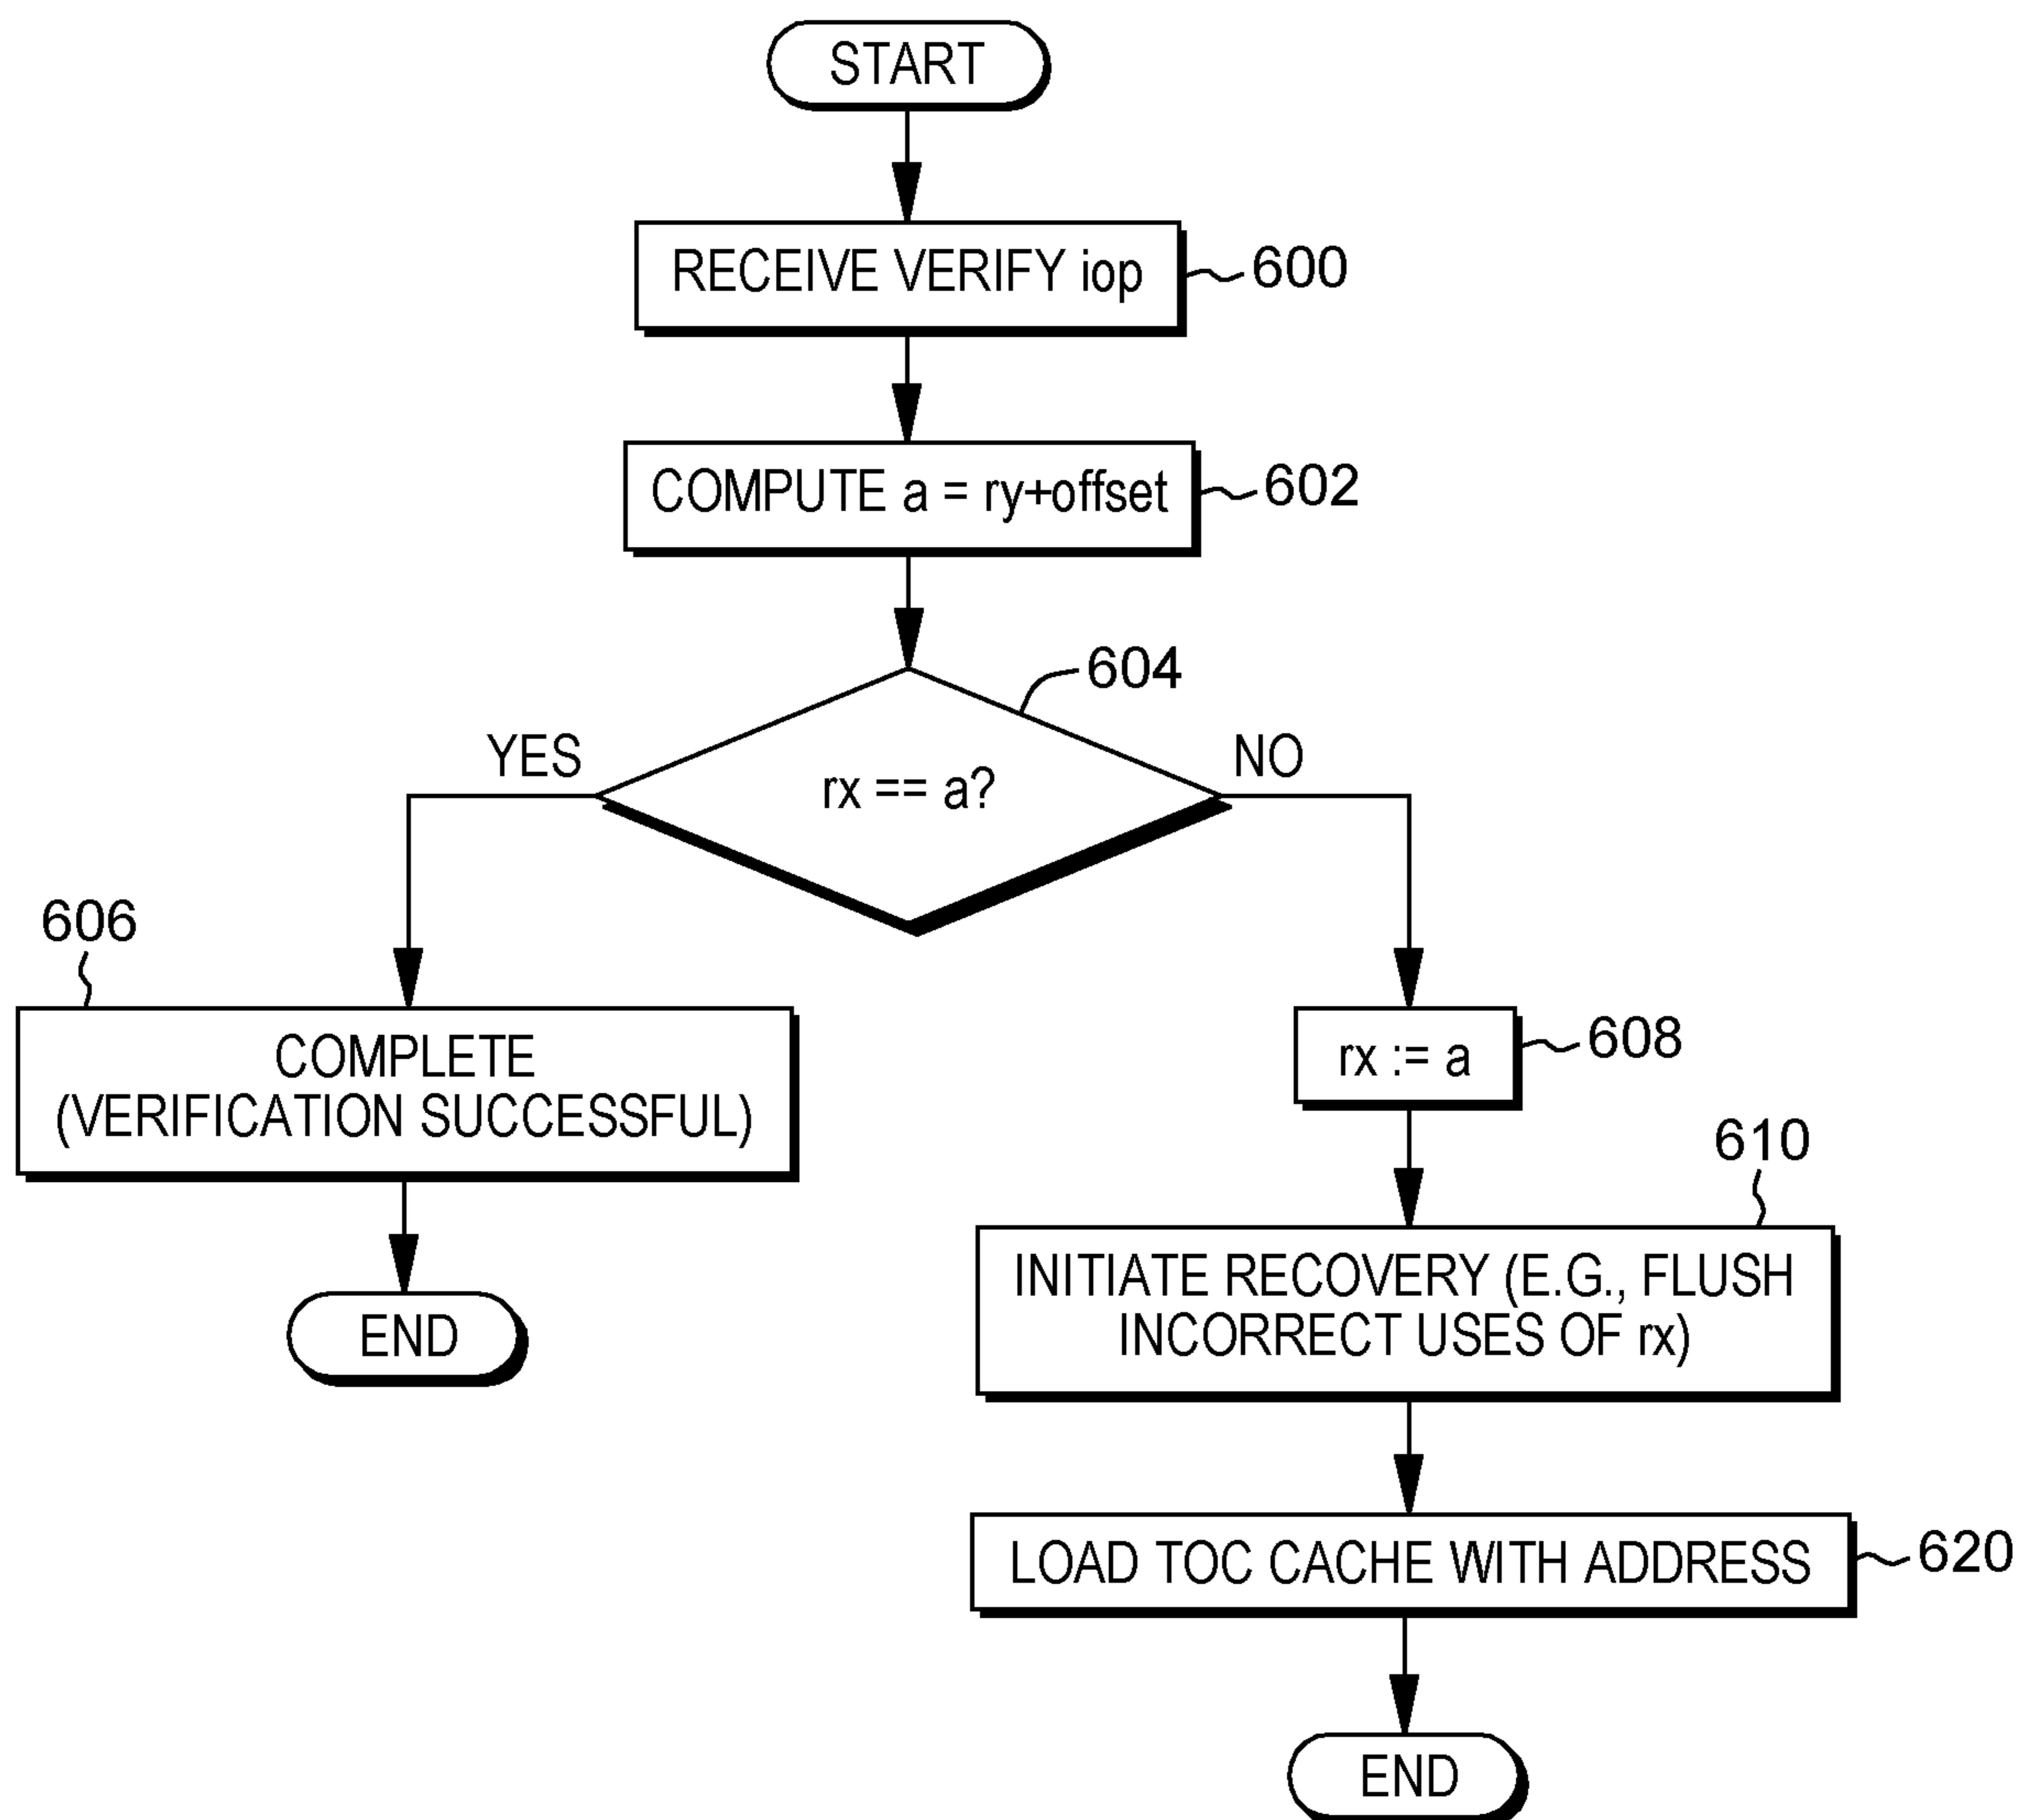 START
RECEIVE VERIFY iop
600
COMPUTE a = ry+offset
602
604
YES
rx == a?
NO
606
COMPLETE
(VERIFICATION SUCCESSFUL)
END
rx := a
608
610
INITIATE RECOVERY (E.G., FLUSH
INCORRECT USES OF rx)
LOAD TOC CACHE WITH ADDRESS
620
END